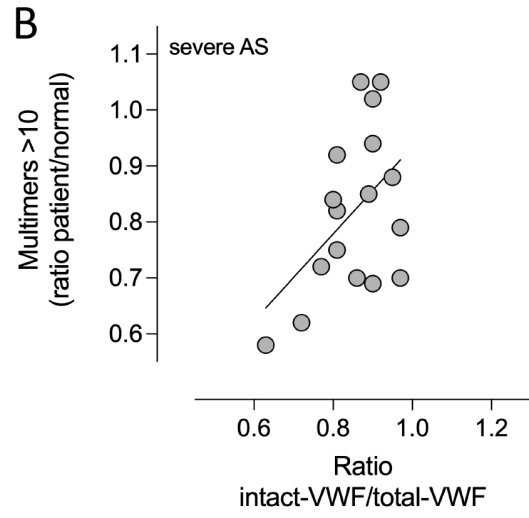 B
severe AS
1.1
1.0
0.9
0.8
0.7
0.6
Multimers >10
(ratio patient/normal)
0.6 0.8 1.0 1.2
Ratio
intact-VWF/total-VWF